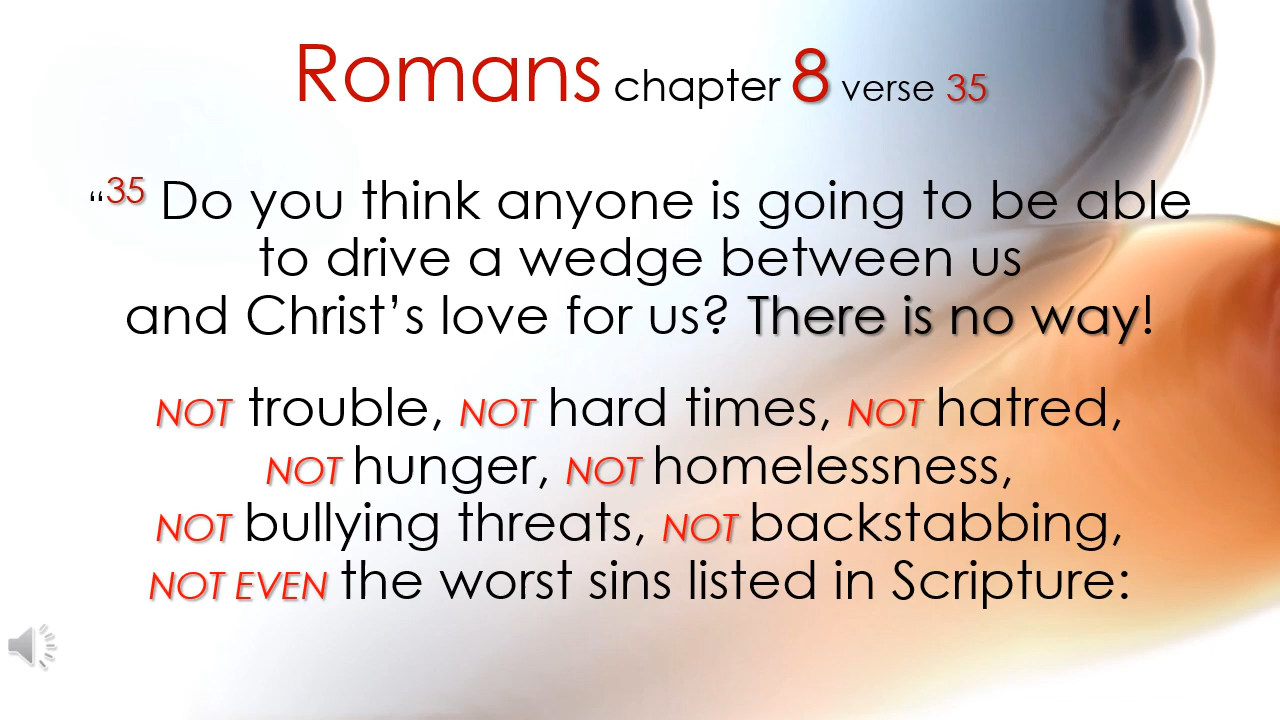 Romans chapter 8 verse 35
“35 Do you think anyone is going to be able
to drive a wedge between us
and Christ’s love for us? There is no way!
NOT trouble, NOT hard times, NOT hatred,
NOT hunger, NOT homelessness,
NOT bullying threats, NOT backstabbing,
NOT EVEN the worst sins listed in Scripture: